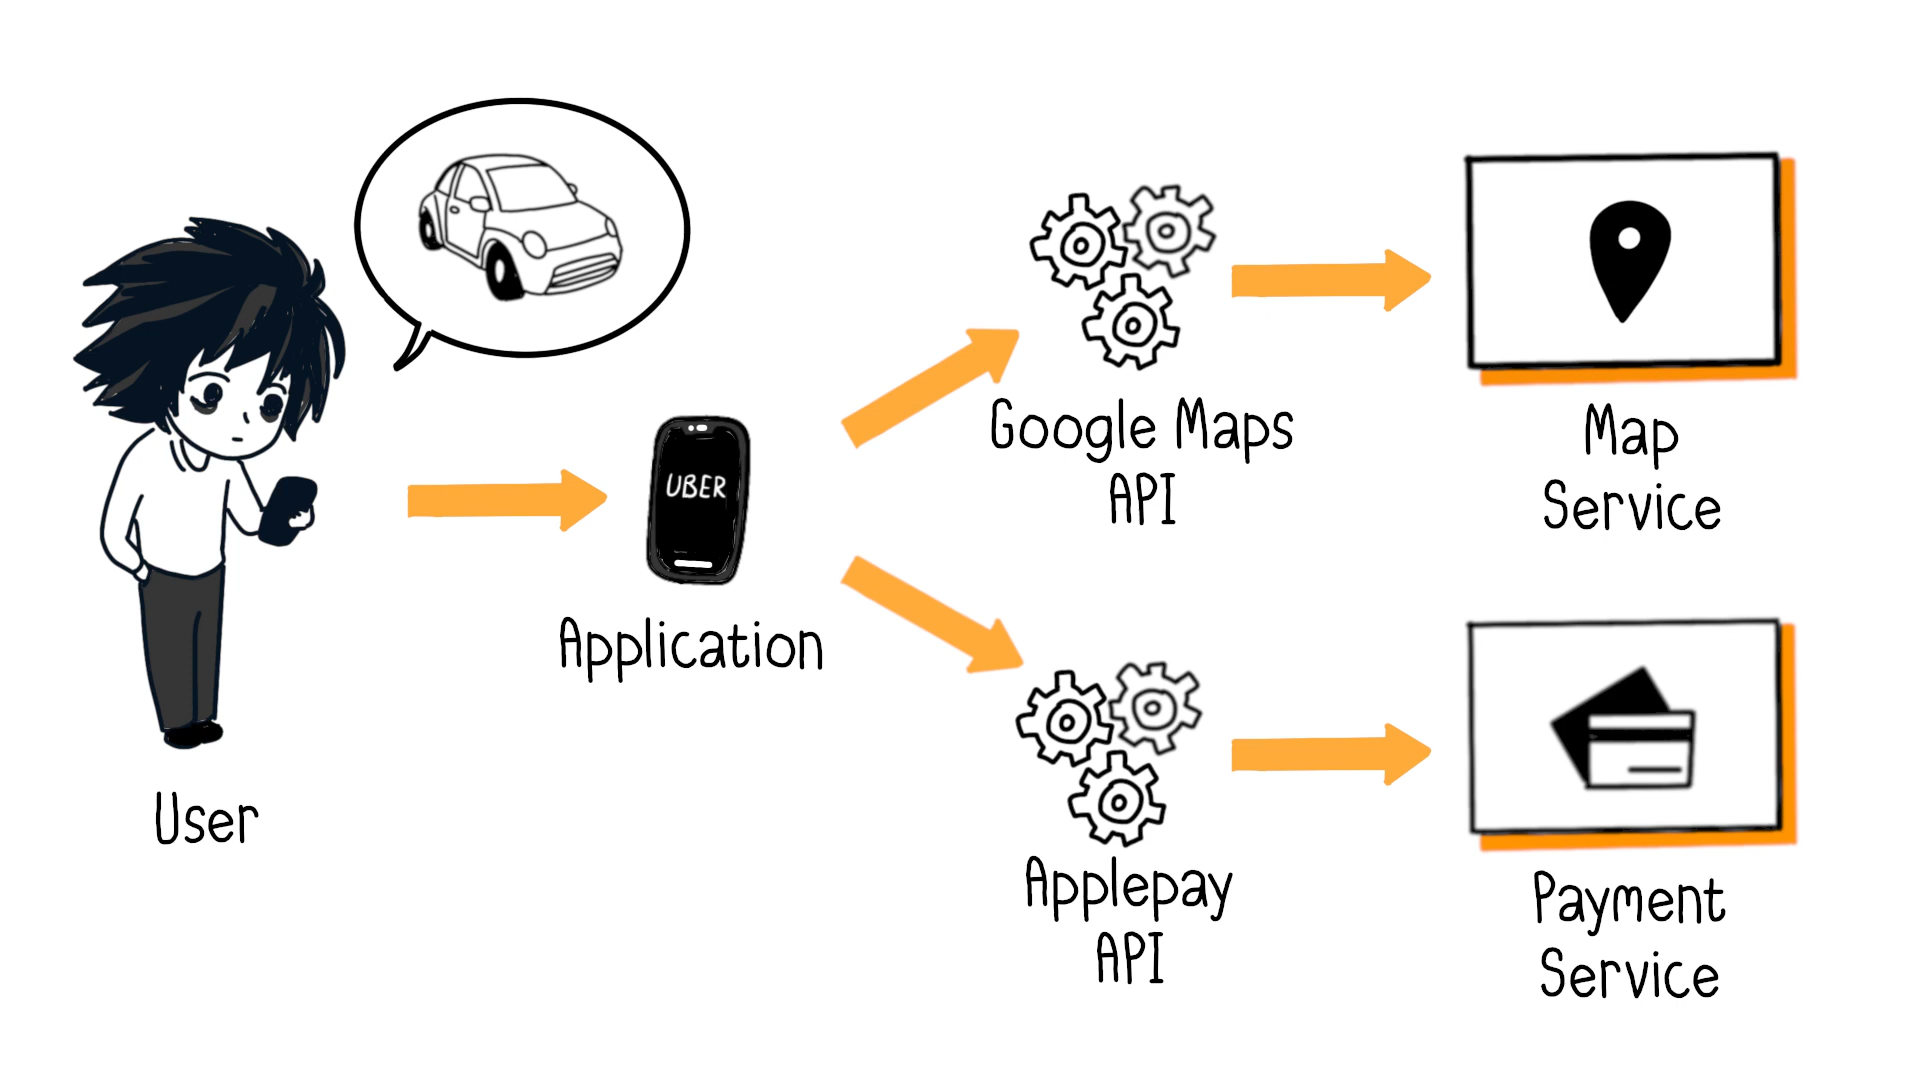 UBER
Application
User
Google Maps
API
Map
Service
Applepay
API
Payment
Service